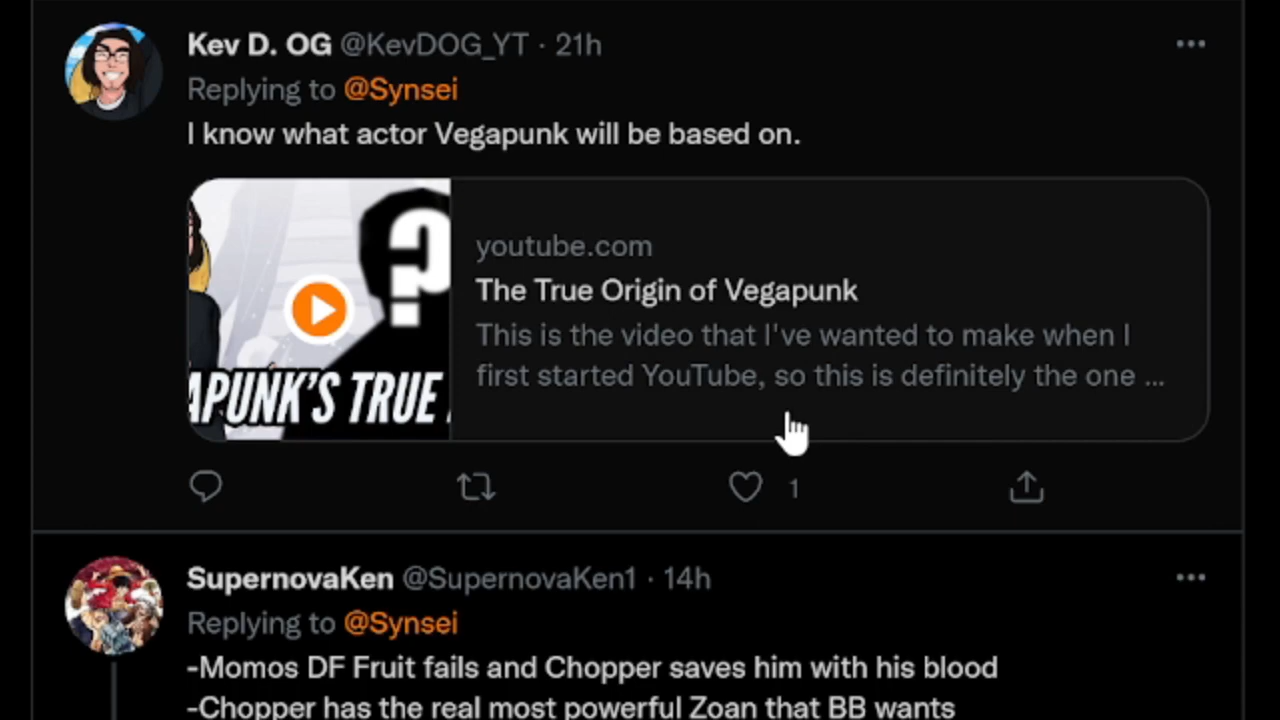 Kev D. OG @KevDOG_YT · 21h
Replying to @Synsei
I know what actor Vegapunk will be based on.
?
APUNK'S TRUE
youtube.com
The True Origin of Vegapunk
This is the video that I've wanted to make when I
first started YouTube, so this is definitely the one ...
1
SupernovaKen @SupernovaKen1 · 14h
Replying to @Synsei
-Momos DF Fruit fails and Chopper saves him with his blood
-Chopper has the real most powerful Zoan that BB wants